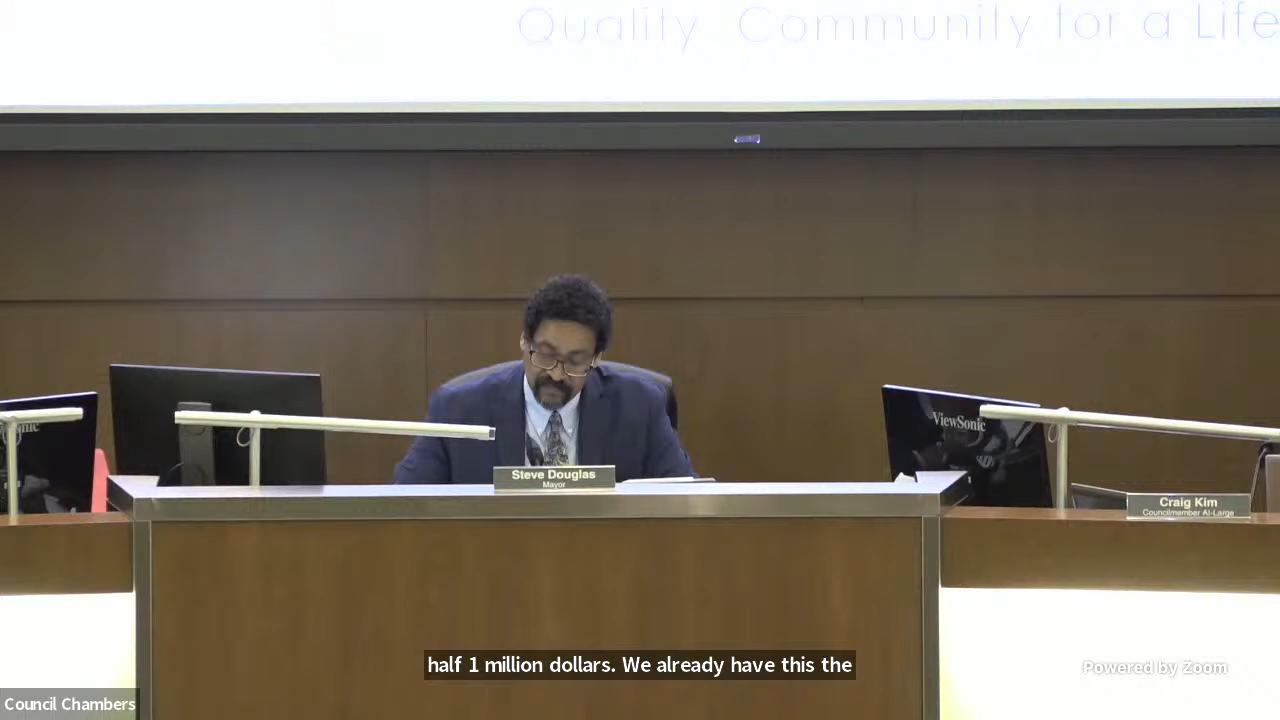 Quality Community for a Life
ViewSonic
Steve Douglas
Mayor
Craig Kim
Councilmember At-Large
half 1 million dollars. We already have this the
Powered by Zoom
Council Chambers